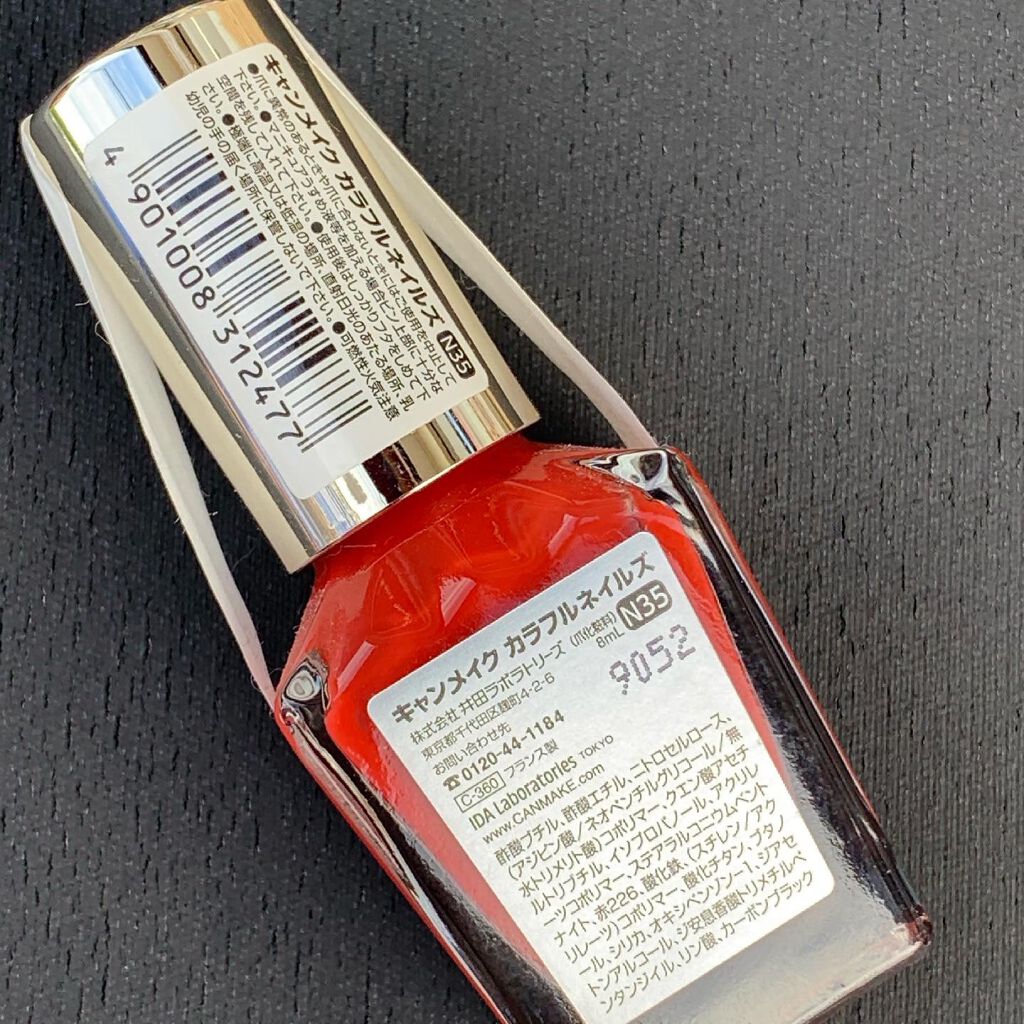 キャンメイク カラフルネイルズ N35
●爪に異常のあるときや爪に合わないときにはご使用を中止して
下さい。●マニキュアうすめ液等を加える場合ビン上部に十分な
空間を残して入れて下さい。●使用後はしっかりフタをしめて下
さい。●極端に高温又は低温の場所、直射日光のあたる場所、乳
幼児の手の届く場所に保管しないで下さい。●可燃性火気注意
4 901008 312477
キャンメイク カラフルネイルズ
株式会社 井田ラボラトリーズ (爪化粧料) N35
東京都千代田区麹町4-2-6 8mL
お問い合わせ先 9052
☎0120-44-1184
C-360 フランス製
IDA Laboratories TOKYO
www.CANMAKE.com
酢酸ブチル、酢酸エチル、ニトロセルロース、
(アジピン酸/ネオペンチルグリコール/無
水トリメリト酸)コポリマー、クエン酸アセチ
ルトリブチル、イソプロパノール、アクリレ
ーツコポリマー、ステアラルコニウムベント
ナイト、赤226、酸化鉄、(スチレン/アク
リレーツ)コポリマー、酸化チタン、ブタノ
ール、シリカ、オキシベンゾン-1、ジアセ
トンアルコール、ジ安息香酸トリメチルペ
ンタンジイル、リン酸、カーボンブラック